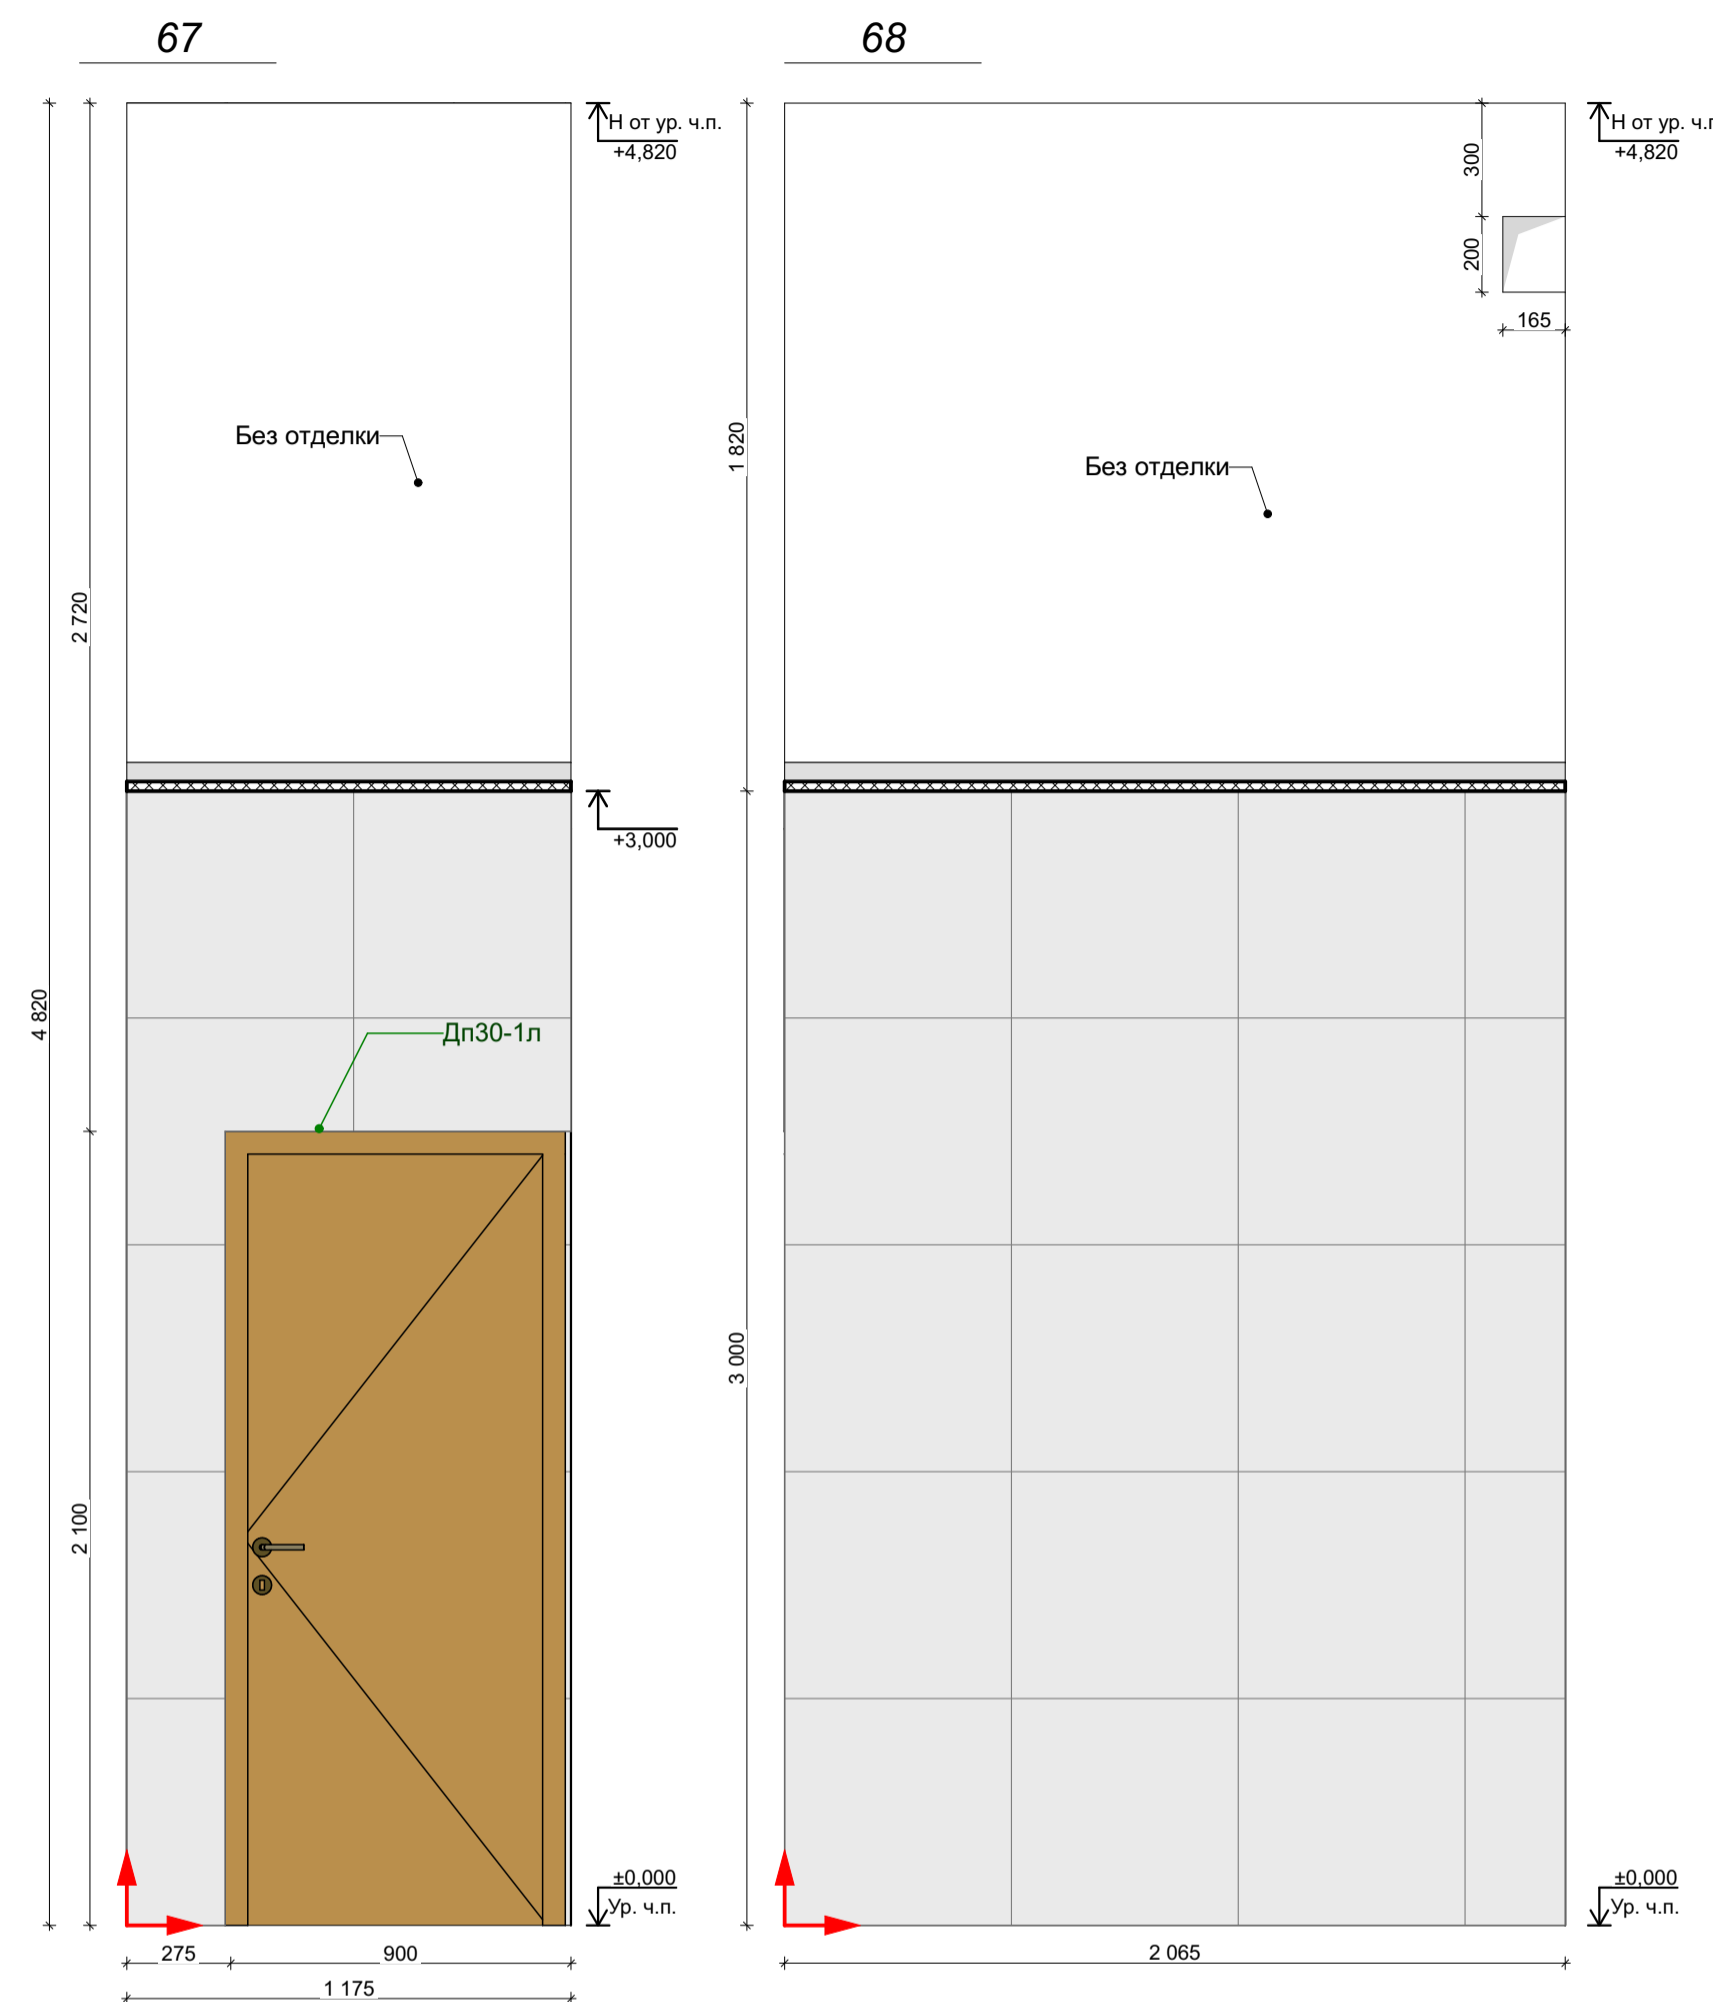 67
68
Н от ур. ч.п.
+4,820
Н от ур. ч.п
+4,820
300
200
165
Без отделки
Без отделки
1 820
2 720
+3,000
4 820
Дп30-1л
3 000
2 100
±0,000
Ур. ч.п.
±0,000
Ур. ч.п.
275
900
1 175
2 065